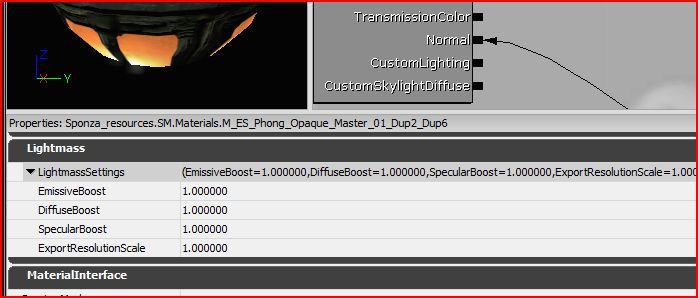 TransmissionColor
Normal
CustomLighting
CustomSkylightDiffuse
Z
X Y
Properties: Sponza_resources.SM.Materials.M_ES_Phong_Opaque_Master_01_Dup2_Dup6
Lightmass
LightmassSettings (EmissiveBoost=1.000000,DiffuseBoost=1.000000,SpecularBoost=1.000000,ExportResolutionScale=1.000
EmissiveBoost 1.000000
DiffuseBoost 1.000000
SpecularBoost 1.000000
ExportResolutionScale 1.000000
MaterialInterface